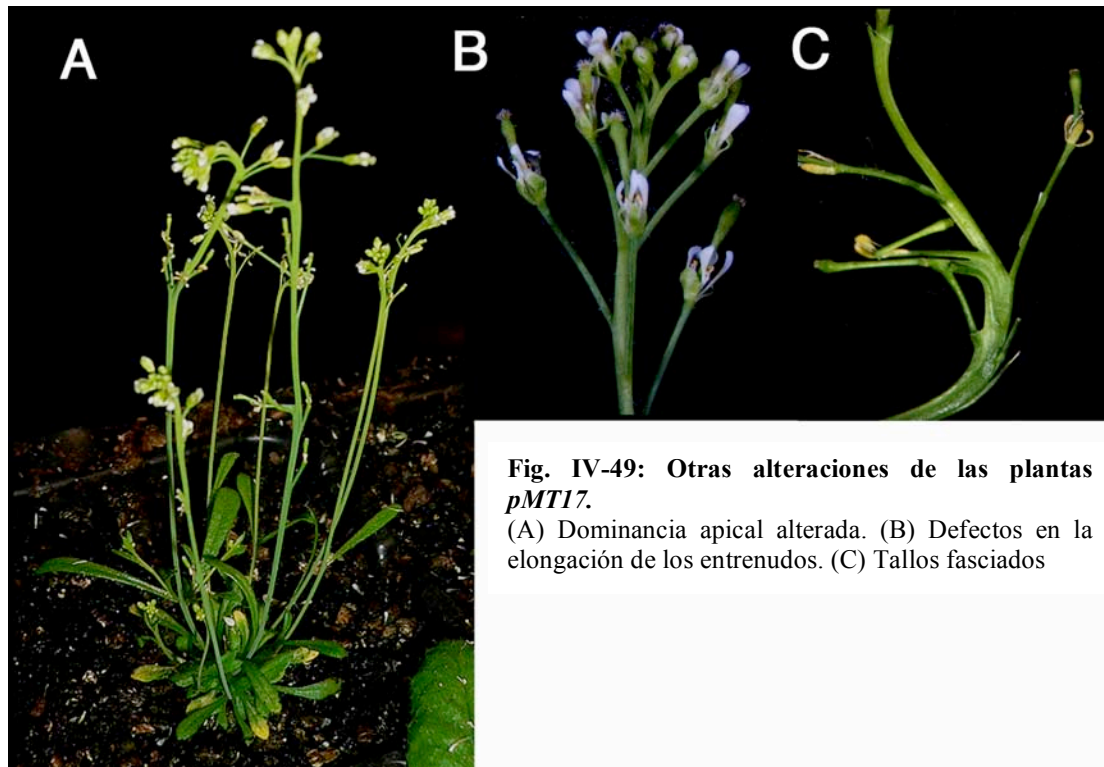 A
B
C
Fig. IV-49: Otras alteraciones de las plantas
pMT17.
(A) Dominancia apical alterada. (B) Defectos en la
elongación de los entrenudos. (C) Tallos fasciados